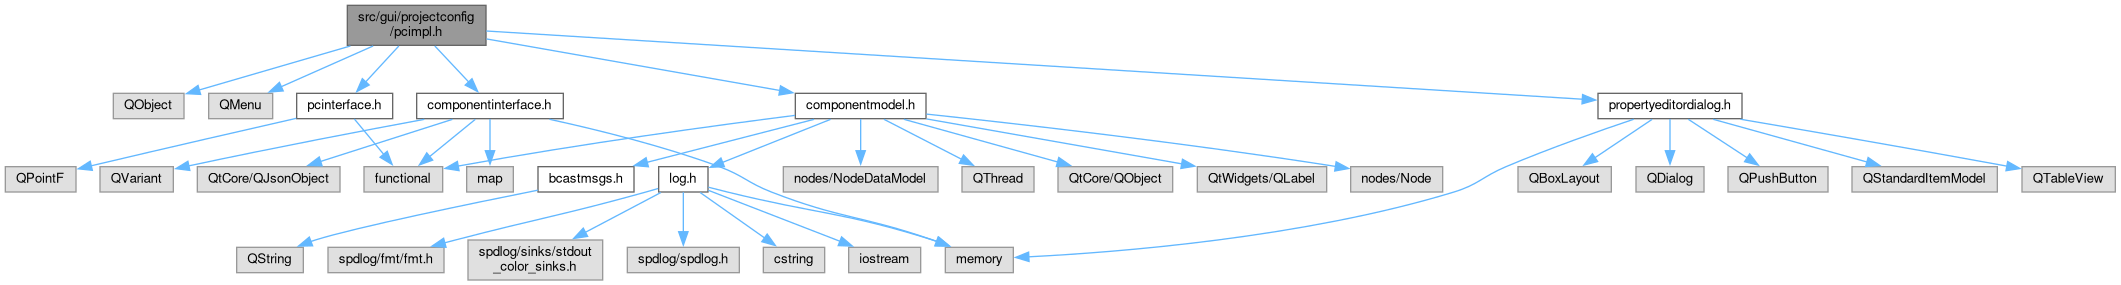 src/gui/projectconfig
/pcimpl.h
QObject
QMenu
pcinterface.h
componentinterface.h
componentmodel.h
propertyeditordialog.h
QPointF
QVariant
QtCore/QJsonObject
functional
map
bcastmsgs.h
log.h
nodes/NodeDataModel
QThread
QtCore/QObject
QtWidgets/QLabel
nodes/Node
QBoxLayout
QDialog
QPushButton
QStandardItemModel
QTableView
QString
spdlog/fmt/fmt.h
spdlog/sinks/stdout
_color_sinks.h
spdlog/spdlog.h
cstring
iostream
memory